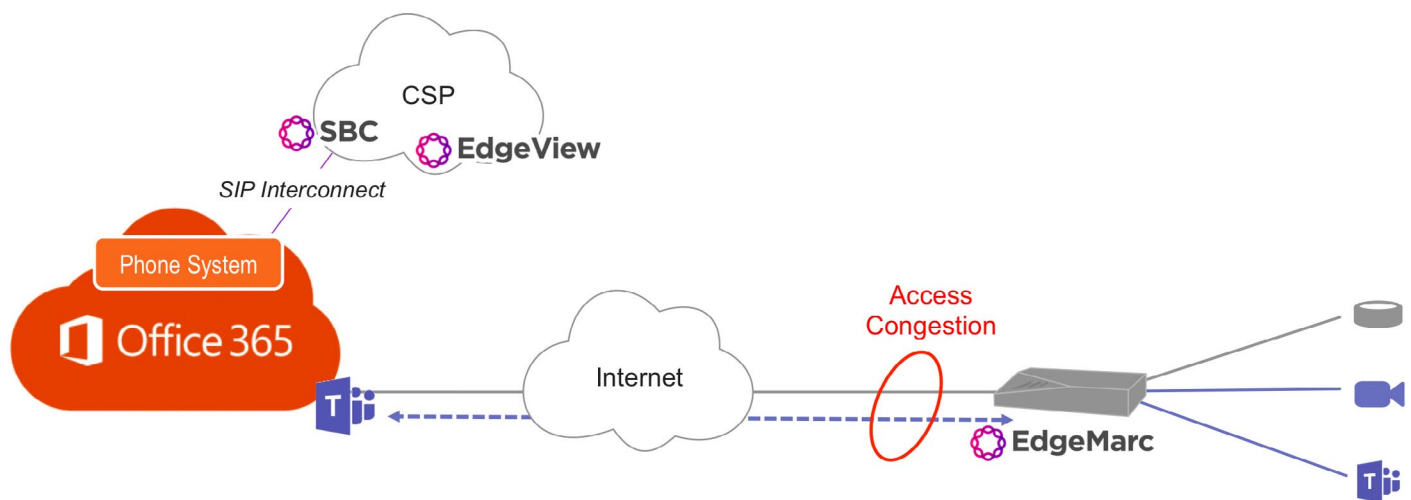 CSP
SBC
EdgeView
SIP Interconnect
Phone System
Office 365
Access
Congestion
Internet
T
EdgeMarc
T